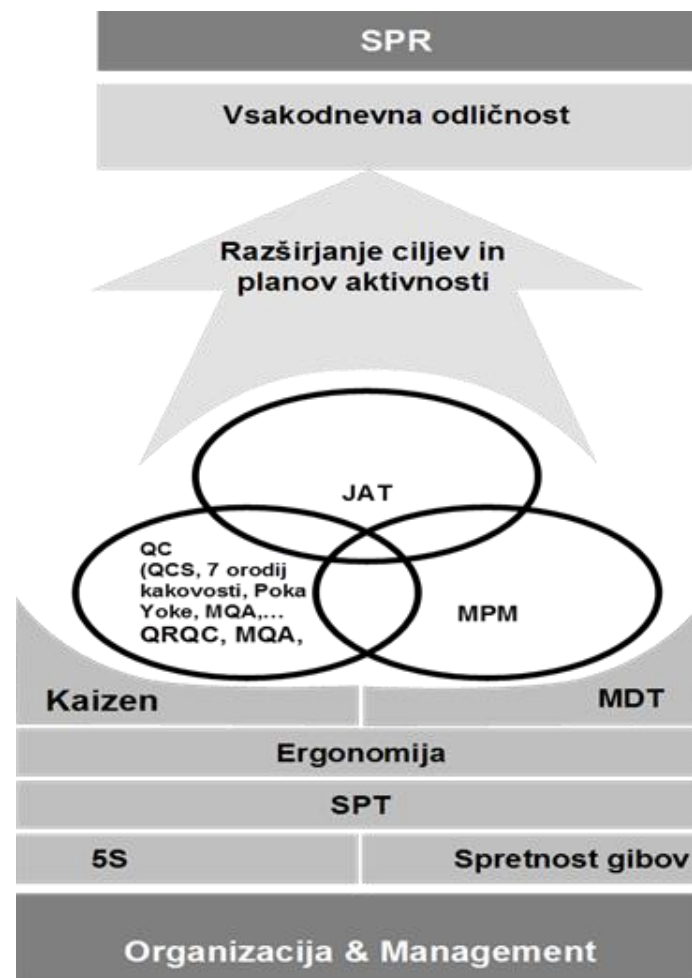 SPR
Vsakodnevna odličnost
Razširjanje ciljev in
planov aktivnosti
JAT
QC
(QCS, 7 orodij
kakovosti, Poka
Yoke, MQA,...
QRQC, MQA,
MPM
Kaizen
MDT
Ergonomija
SPT
5S
Spretnost gibov
Organizacija & Management